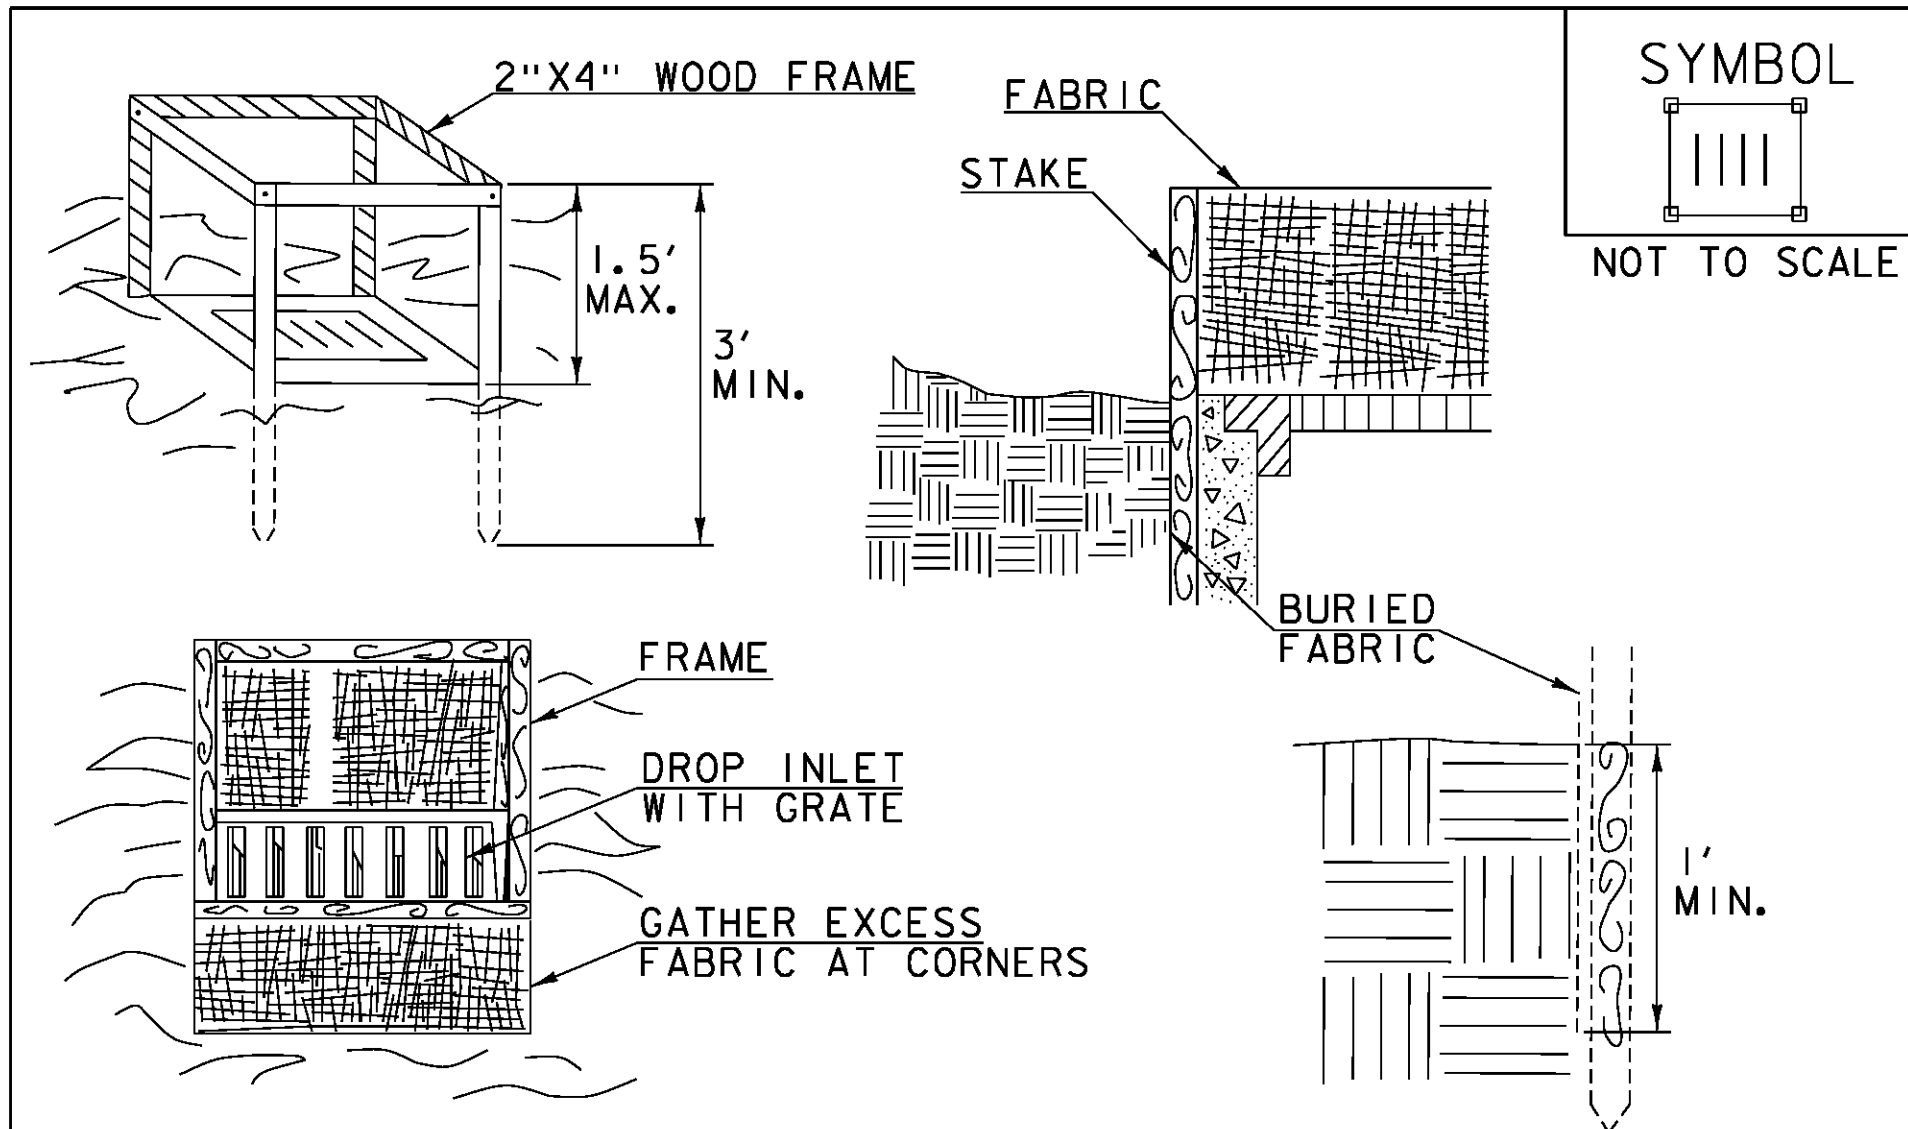 2"X4" WOOD FRAME
1.5'
MAX.
3'
MIN.
FABRIC
STAKE
SYMBOL
NOT TO SCALE
BURIED
FABRIC
FRAME
DROP INLET
WITH GRATE
GATHER EXCESS
FABRIC AT CORNERS
1'
MIN.